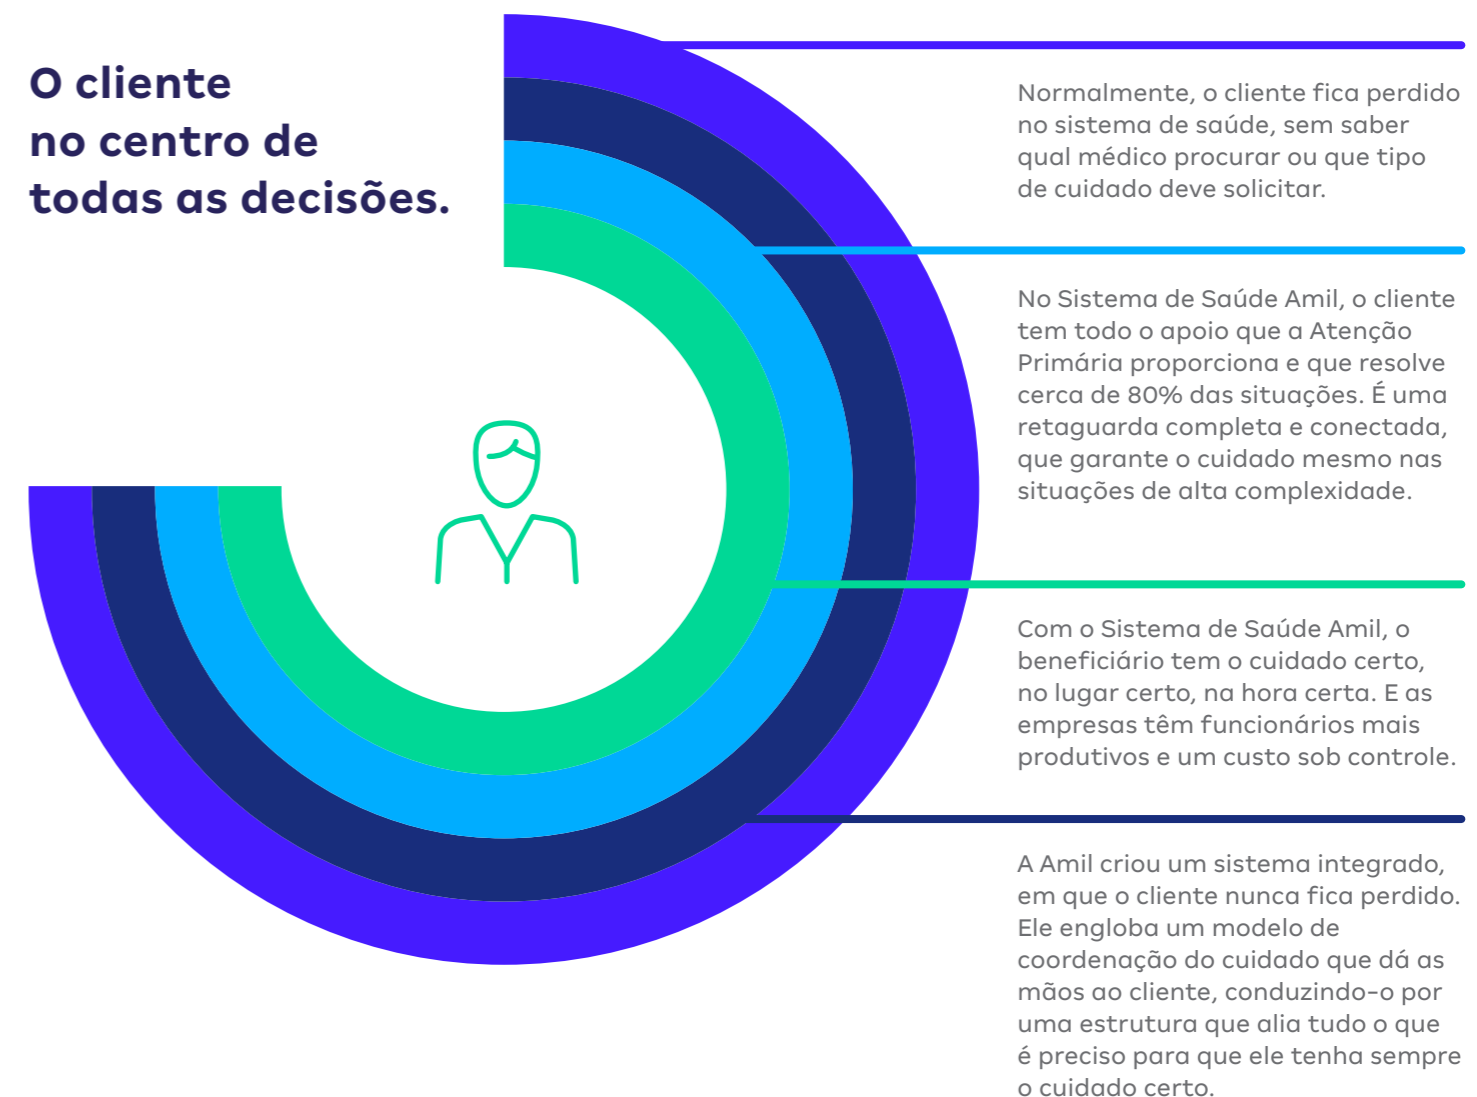 O cliente
no centro de
todas as decisões.
Normalmente, o cliente fica perdido
no sistema de saúde, sem saber
qual médico procurar ou que tipo
de cuidado deve solicitar.
No Sistema de Saúde Amil, o cliente
tem todo o apoio que a Atenção
Primária proporciona e que resolve
cerca de 80% das situações. É uma
retaguarda completa e conectada,
que garante o cuidado mesmo nas
situações de alta complexidade.
Com o Sistema de Saúde Amil, o
beneficiário tem o cuidado certo,
no lugar certo, na hora certa. E as
empresas têm funcionários mais
produtivos e um custo sob controle.
A Amil criou um sistema integrado,
em que o cliente nunca fica perdido.
Ele engloba um modelo de
coordenação do cuidado que dá as
mãos ao cliente, conduzindo-o por
uma estrutura que alia tudo o que
é preciso para que ele tenha sempre
o cuidado certo.